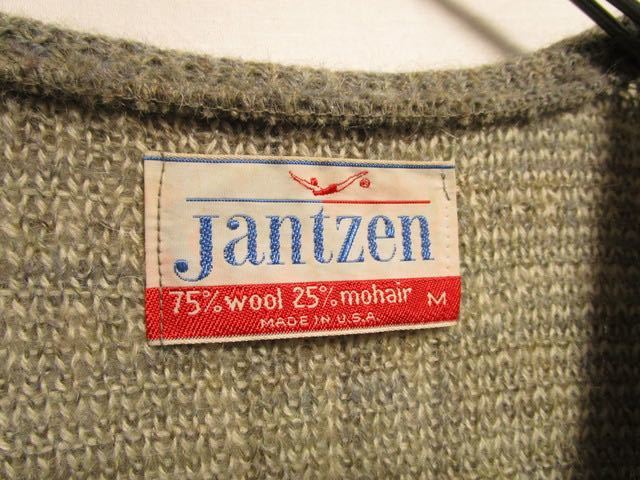 Jantzen
75% wool 25% mohair M
MADE IN U.S.A.